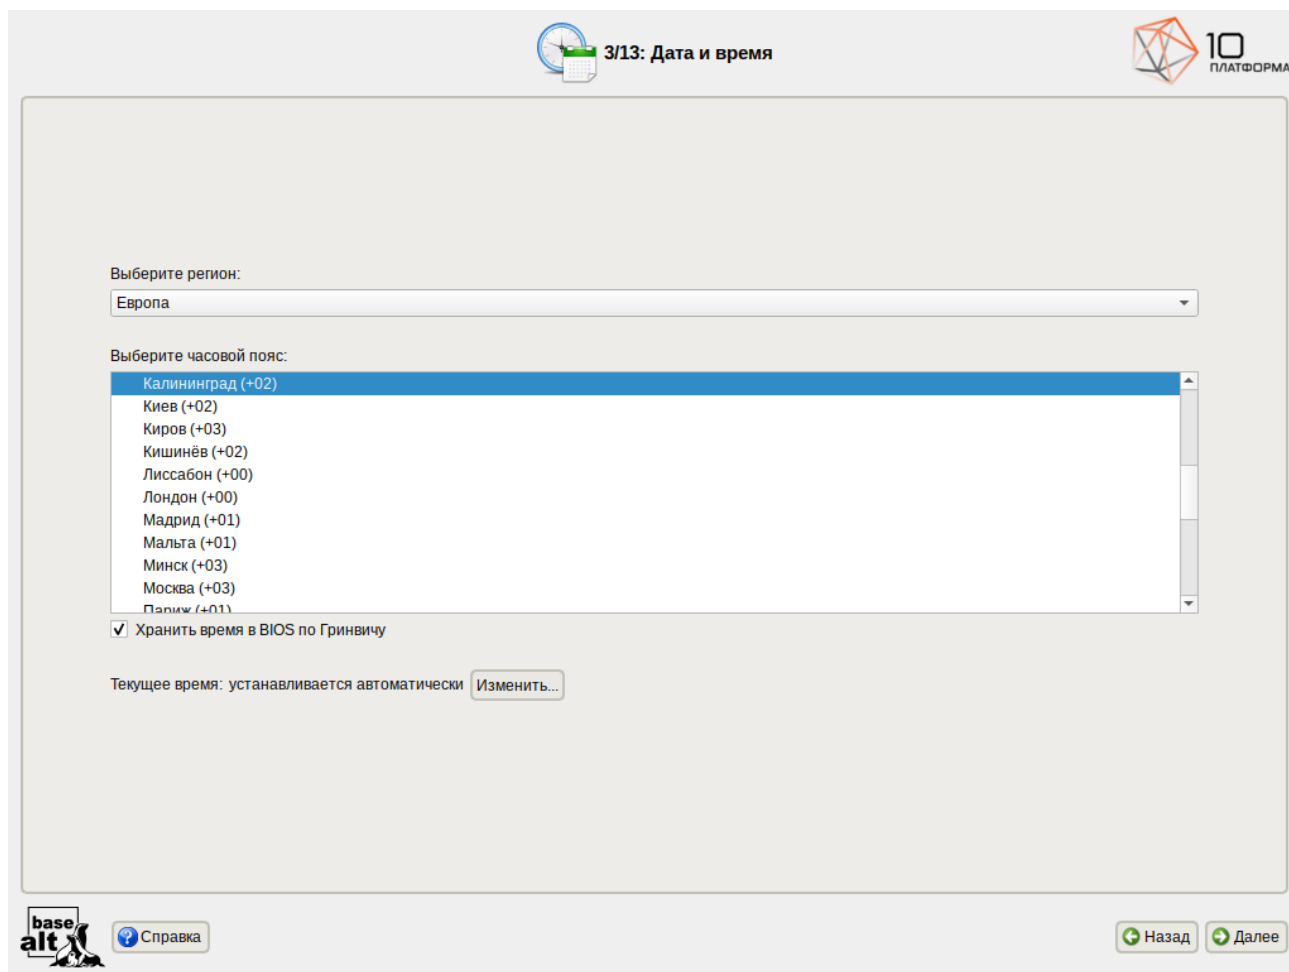 3/13: Дата и время
10
ПЛАТФОРМА
Выберите регион:
Европа
Выберите часовой пояс:
Калининград (+02)
Киев (+02)
Киров (+03)
Кишинёв (+02)
Лиссабон (+00)
Лондон (+00)
Мадрид (+01)
Мальта (+01)
Минск (+03)
Москва (+03)
Париж (+01)
Хранить время в BIOS по Гринвичу
Текущее время: устанавливается автоматически Изменить...
base
alt
Справка
Назад Далее